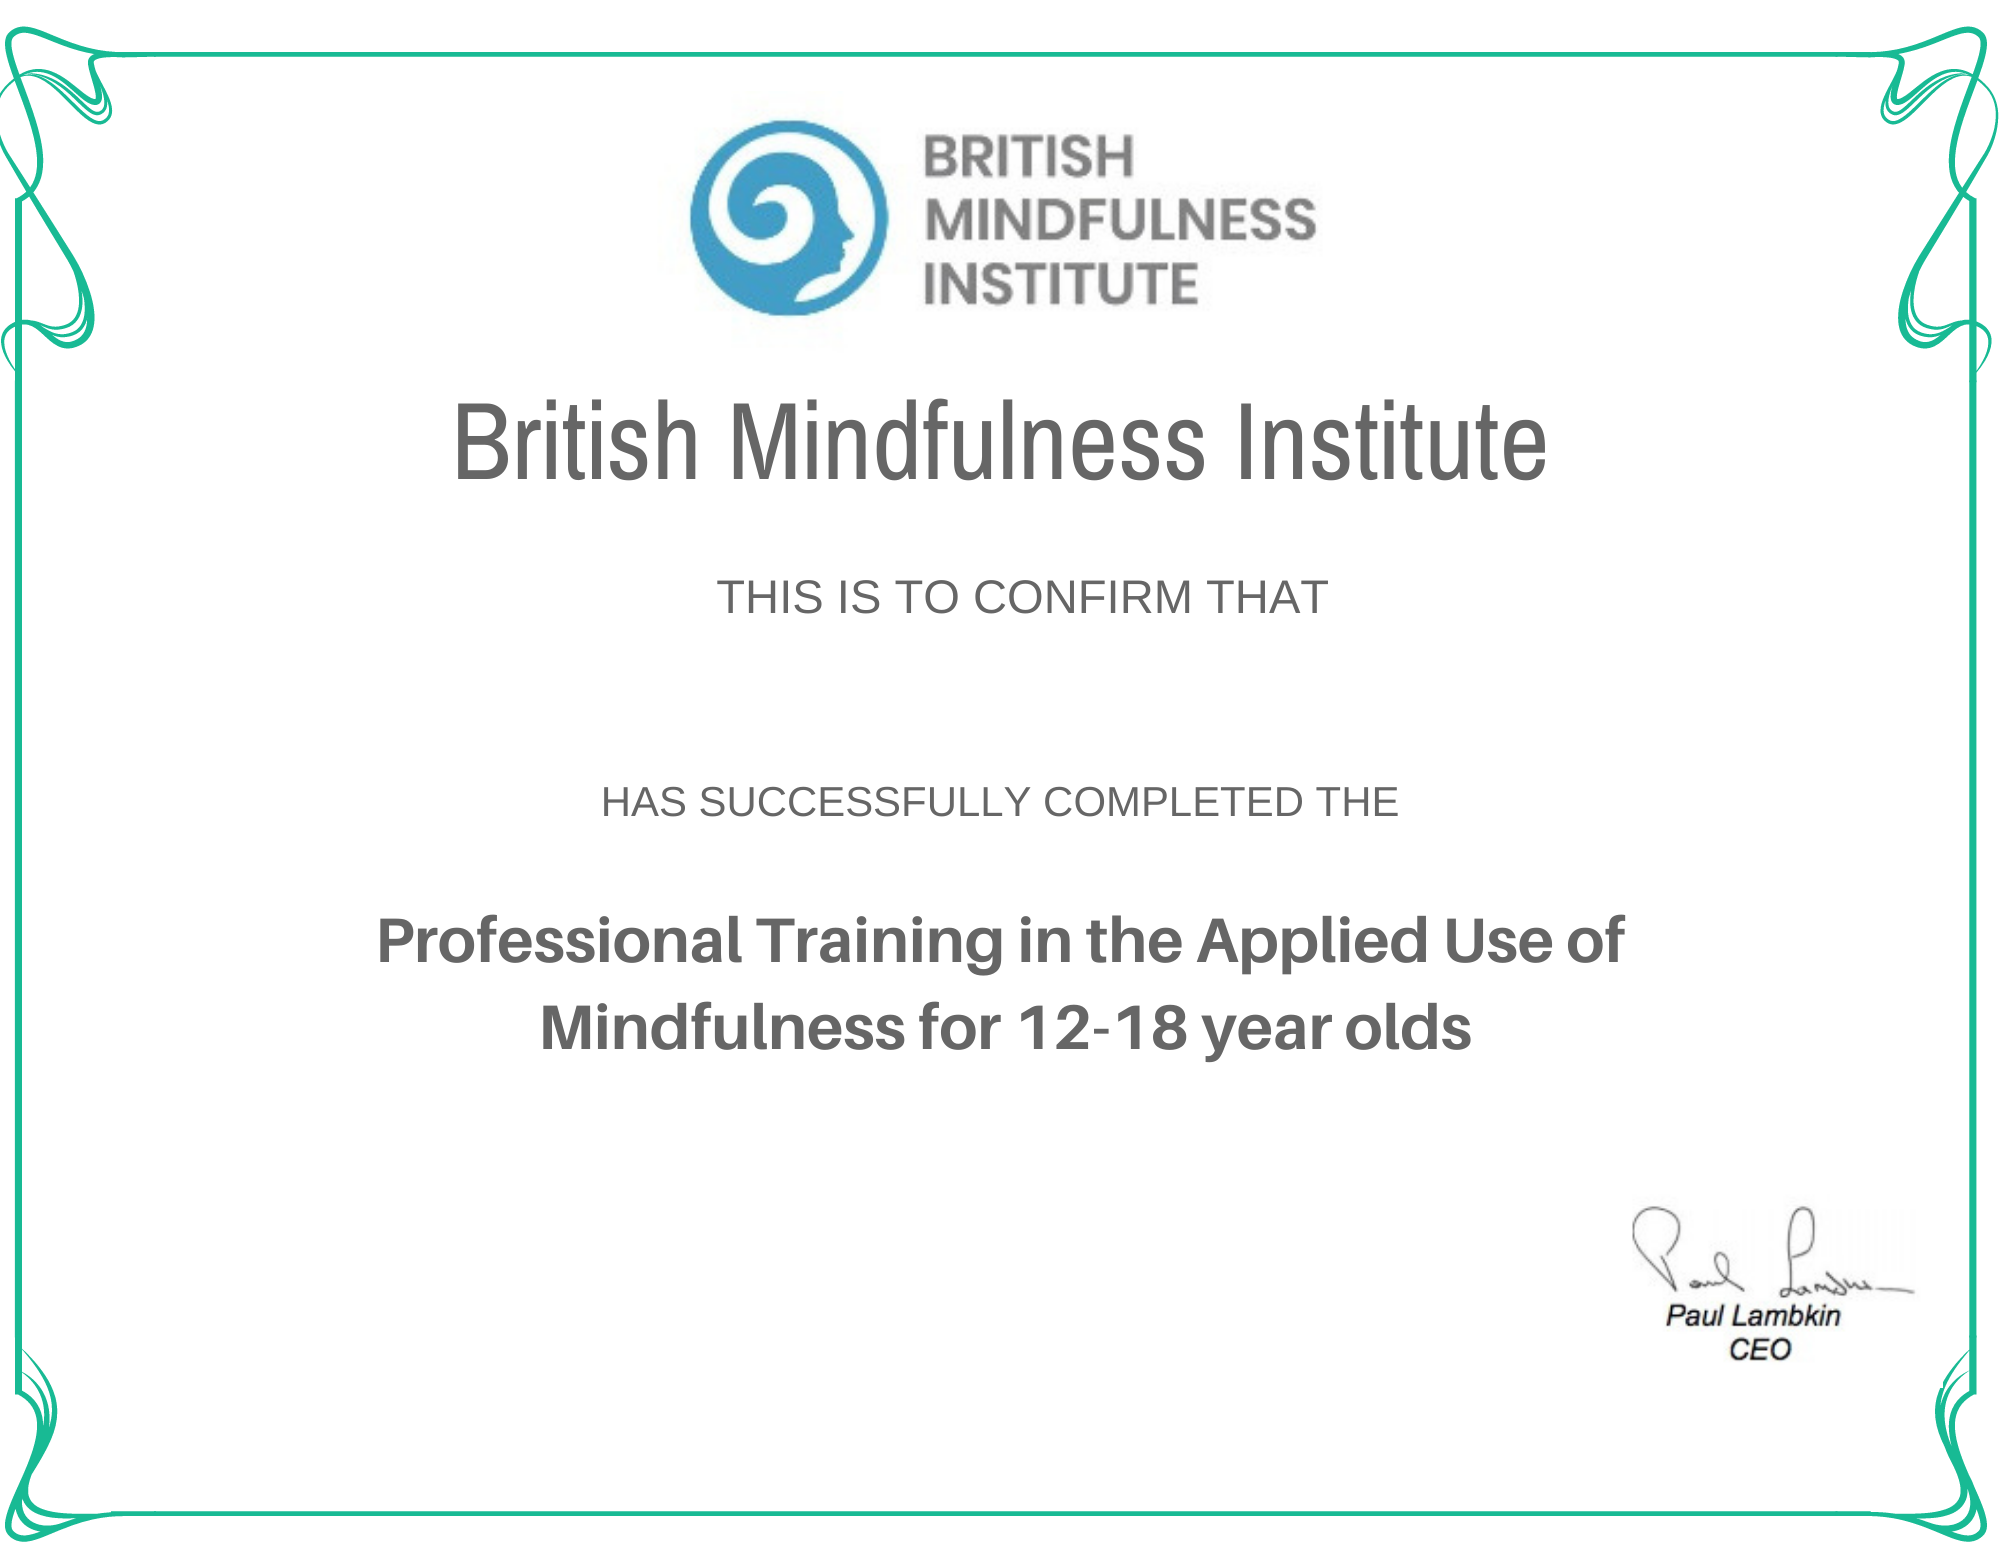 BRITISH
MINDFULNESS
INSTITUTE
British Mindfulness Institute
THIS IS TO CONFIRM THAT
HAS SUCCESSFULLY COMPLETED THE
Professional Training in the Applied Use of
Mindfulness for 12-18 year olds
Paul Lambkin
Paul Lambkin
CEO